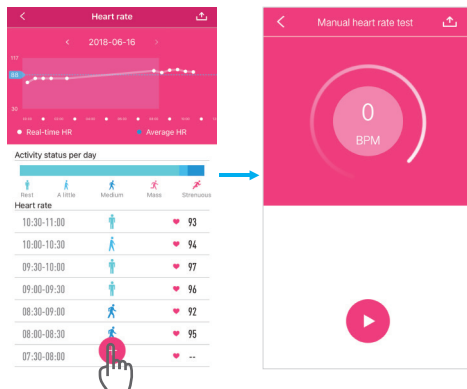 Heart rate
2018-06-16
117
88
30
Real-time HR
Average HR
Activity status per day
Rest A little Medium Mass Strenuous
Heart rate
10:30-11:00 93
10:00-10:30 94
09:30-10:00 97
09:00-09:30 96
08:30-09:00 92
08:00-08:30 95
07:30-08:00 --
Manual heart rate test
0
BPM